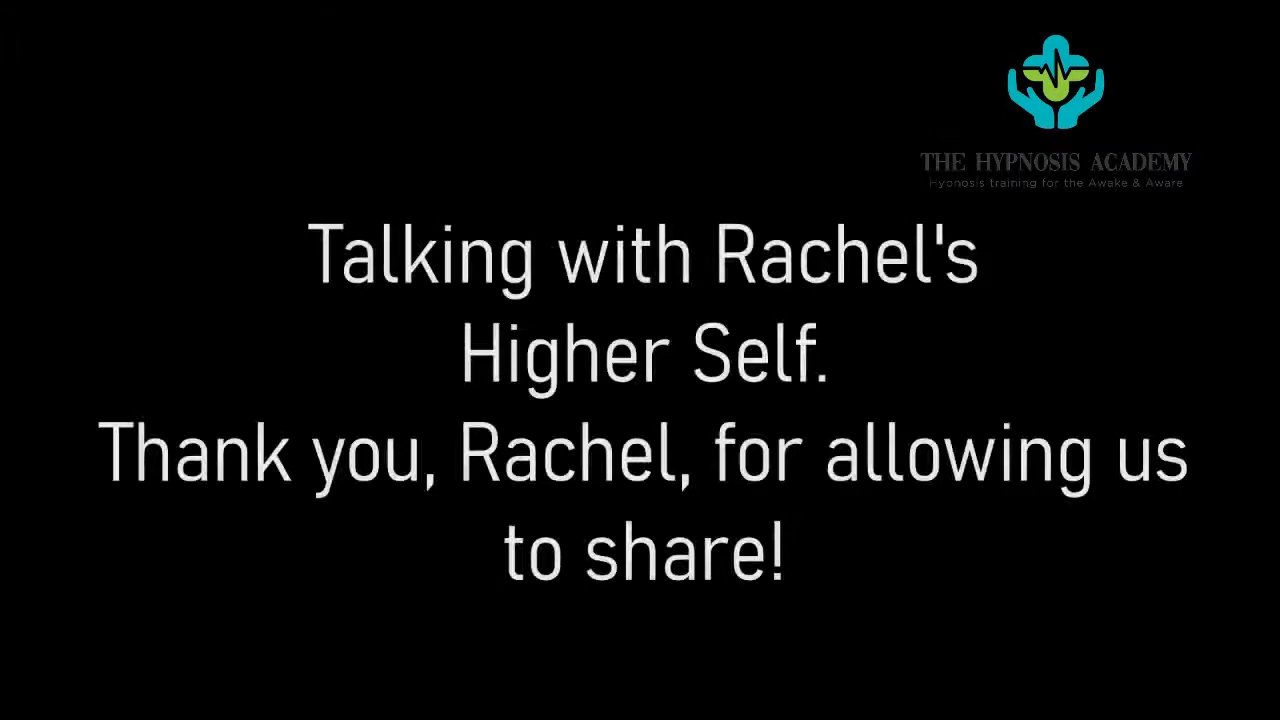 THE HYPNOSIS ACADEMY
Hypnosis training for the Awake & Aware
Talking with Rachel's
Higher Self.
Thank you, Rachel, for allowing us
to share!